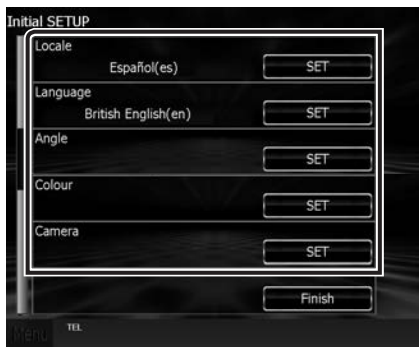 Initial SETUP
Locale
Español(es)
SET
Language
British English(en)
SET
Angle
SET
Colour
SET
Camera
SET
Finish
Menu
TEL